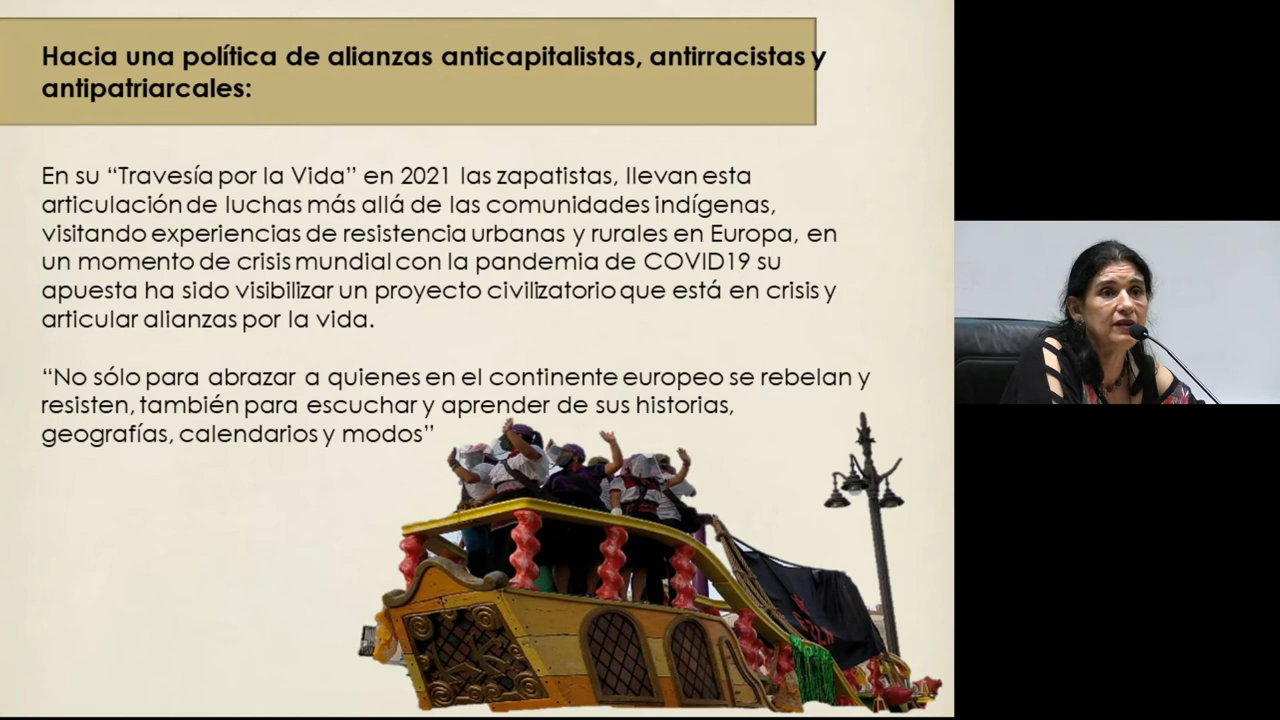 Hacia una política de alianzas anticapitalistas, antirracistas y
antipatriarcales:
En su “Travesía por la Vida” en 2021 las zapatistas, llevan esta
articulación de luchas más allá de las comunidades indígenas,
visitando experiencias de resistencia urbanas y rurales en Europa, en
un momento de crisis mundial con la pandemia de COVID19 su
apuesta ha sido visibilizar un proyecto civilizatorio que está en crisis y
articular alianzas por la vida.
“No sólo para abrazar a quienes en el continente europeo se rebelan y
resisten, también para escuchar y aprender de sus historias,
geografías, calendarios y modos”